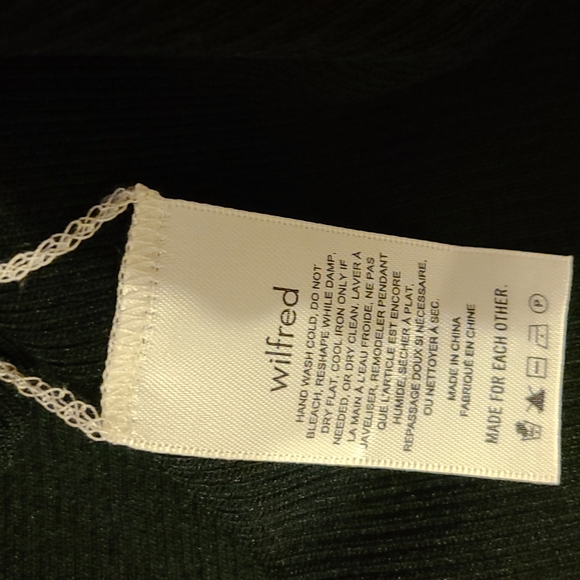 wilfred
HAND WASH COLD, DO NOT
BLEACH, RESHAPE WHILE DAMP,
DRY FLAT, COOL IRON ONLY IF
NEEDED, OR DRY CLEAN. LAVER À
LA MAIN À L'EAU FROIDE, NE PAS
JAVELISER, REMODELER PENDANT
QUE L'ARTICLE EST ENCORE
HUMIDE, SÉCHER À PLAT,
REPASSAGE DOUX SI NÉCESSAIRE,
OU NETTOYER À SEC.
MADE IN CHINA
FABRIQUÉ EN CHINE
MADE FOR EACH OTHER.
P